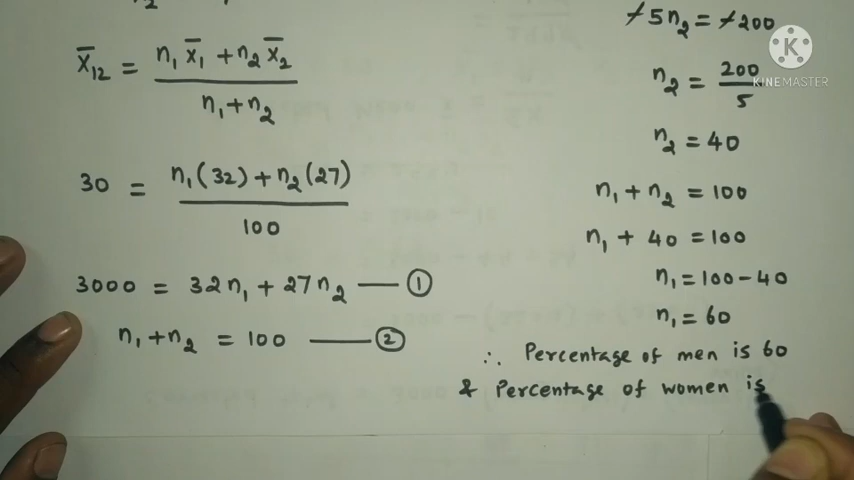 X̄₁₂ = n₁ X̄₁ + n₂ X̄₂ / n₁ + n₂
30 = n₁(32) + n₂(27) / 100
3000 = 32n₁ + 27n₂ — ①
n₁ + n₂ = 100 — ②
-5n₂ = -200
n₂ = 200 / 5
n₂ = 40
n₁ + n₂ = 100
n₁ + 40 = 100
n₁ = 100 - 40
n₁ = 60
∴ Percentage of men is 60
& Percentage of women is
K
KINEMASTER